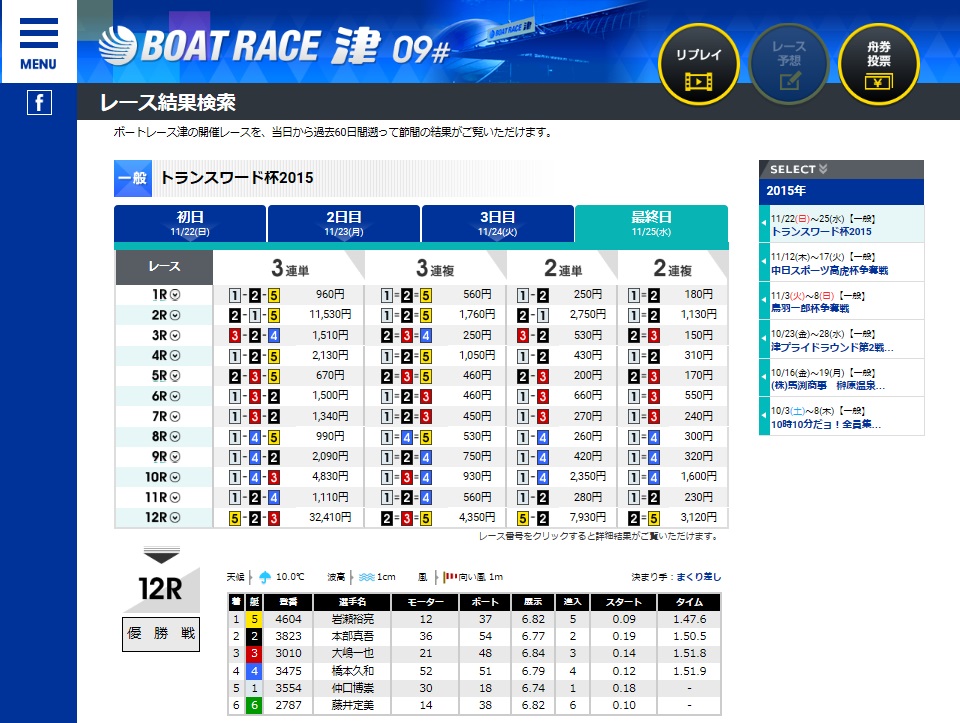 MENU
f
BOAT RACE 津 09#
BOAT RACE 津
リプレイ
レース予想
舟券投票
レース結果検索
ボートレース津の開催レースを、当日から過去60日間遡って節間の結果がご覧いただけます。
一般 トランスワード杯2015
初日 2日目 3日目 最終日
11/22(日) 11/23(月) 11/24(火) 11/25(水)
レース 3連単 3連複 2連単 2連複
1R 1-2-5 960円 1=2=5 560円 1-2 250円 1=2 180円
2R 2-1-5 11,530円 1=2=5 1,760円 2-1 2,750円 1=2 1,130円
3R 3-2-4 1,510円 2=3=4 250円 3-2 530円 2=3 150円
4R 1-2-5 2,130円 1=2=5 1,050円 1-2 430円 1=2 310円
5R 2-3-5 670円 2=3=5 460円 2-3 200円 2=3 170円
6R 1-3-2 1,500円 1=2=3 460円 1-3 660円 1=3 550円
7R 1-3-2 1,340円 1=2=3 450円 1-3 270円 1=3 240円
8R 1-4-5 990円 1=4=5 530円 1-4 260円 1=4 300円
9R 1-4-2 2,090円 1=2=4 750円 1-4 420円 1=4 320円
10R 1-4-3 4,830円 1=3=4 930円 1-4 2,350円 1=4 1,600円
11R 1-2-4 1,110円 1=2=4 560円 1-2 280円 1=2 230円
12R 5-2-3 32,410円 2=3=5 4,350円 5-2 7,930円 2=5 3,120円
レース番号をクリックすると詳細結果がご覧いただけます。
12R
優勝戦
天候 10.0℃ 波高 1cm 風 向い風 1m 決まり手：まくり差し
着 艇 登番 選手名 モーター ボート 展示 進入 スタート タイム
1 5 4604 岩瀬裕亮 12 37 6.82 5 0.09 1.47.6
2 2 3823 本部真吾 36 54 6.77 2 0.19 1.50.5
3 3 3010 大嶋一也 21 48 6.84 3 0.14 1.51.8
4 4 3475 橋本久和 52 51 6.79 4 0.12 1.51.9
5 1 3554 仲口博崇 30 18 6.74 1 0.18 -
6 6 2787 藤井定美 14 38 6.82 6 0.10 -
SELECT
2015年
11/22(日)～25(水)【一般】
トランスワード杯2015
11/12(木)～17(火)【一般】
中日スポーツ高虎杯争奪戦
11/3(火)～8(日)【一般】
鳥羽一郎杯争奪戦
10/23(金)～28(水)【一般】
津プライドラウンド第2戦...
10/16(金)～19(月)【一般】
(株)馬渕商事 榊原温泉...
10/3(土)～8(木)【一般】
10時10分だョ！全員集...